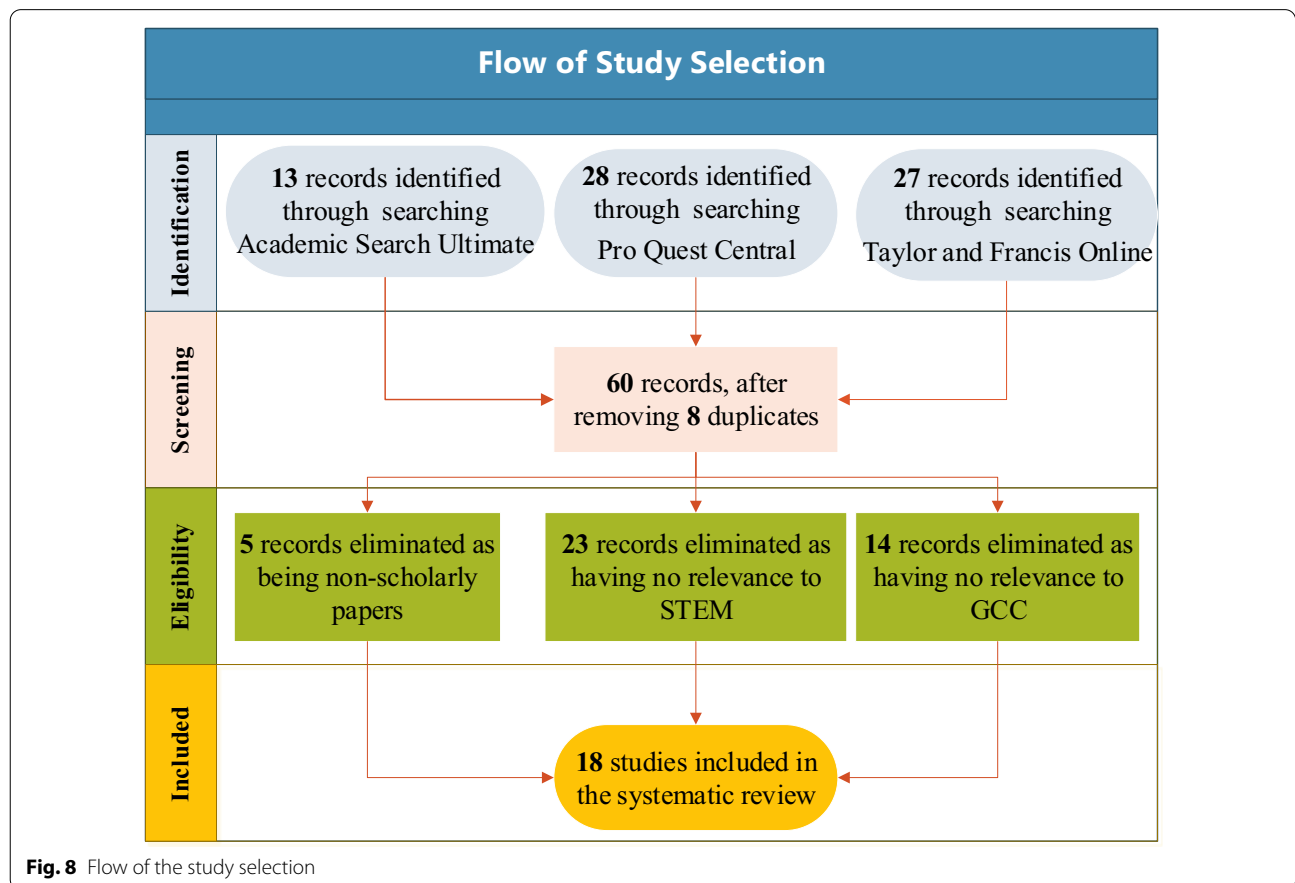 Flow of Study Selection
Identification
13 records identified
through searching
Academic Search Ultimate
28 records identified
through searching
Pro Quest Central
27 records identified
through searching
Taylor and Francis Online
Screening
60 records, after
removing 8 duplicates
Eligibility
5 records eliminated as
being non-scholarly
papers
23 records eliminated as
having no relevance to
STEM
14 records eliminated as
having no relevance to
GCC
Included
18 studies included in
the systematic review
Fig. 8 Flow of the study selection